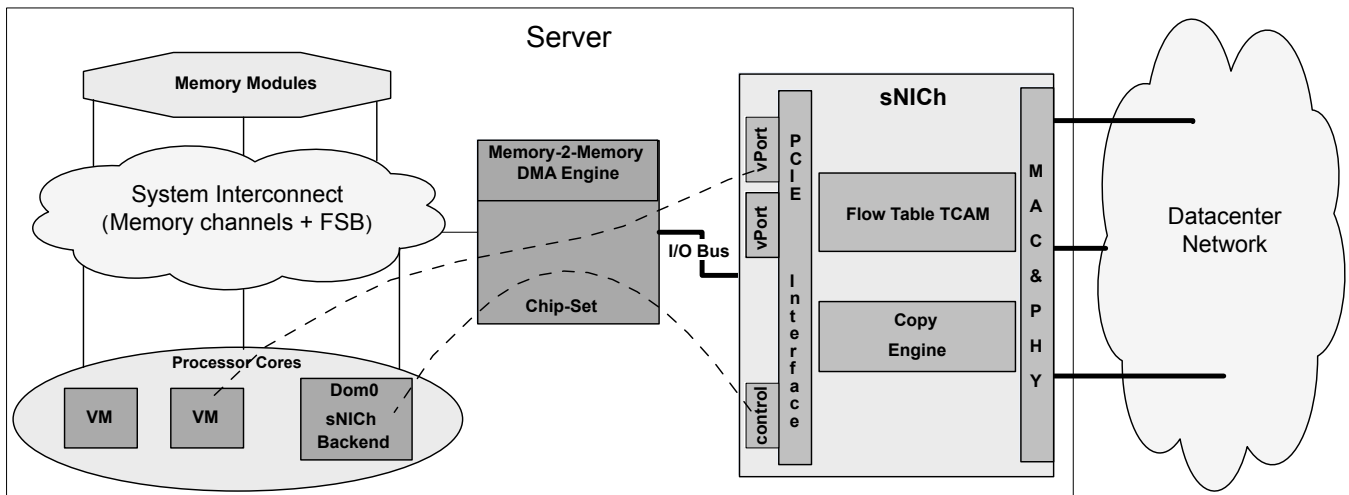 Server
Memory Modules
System Interconnect
(Memory channels + FSB)
Processor Cores
VM
VM
Dom0
sNICh
Backend
Memory-2-Memory
DMA Engine
Chip-Set
I/O Bus
sNICh
vPort
vPort
control
PCIE Interface
Flow Table TCAM
Copy
Engine
MAC&PHY
Datacenter
Network